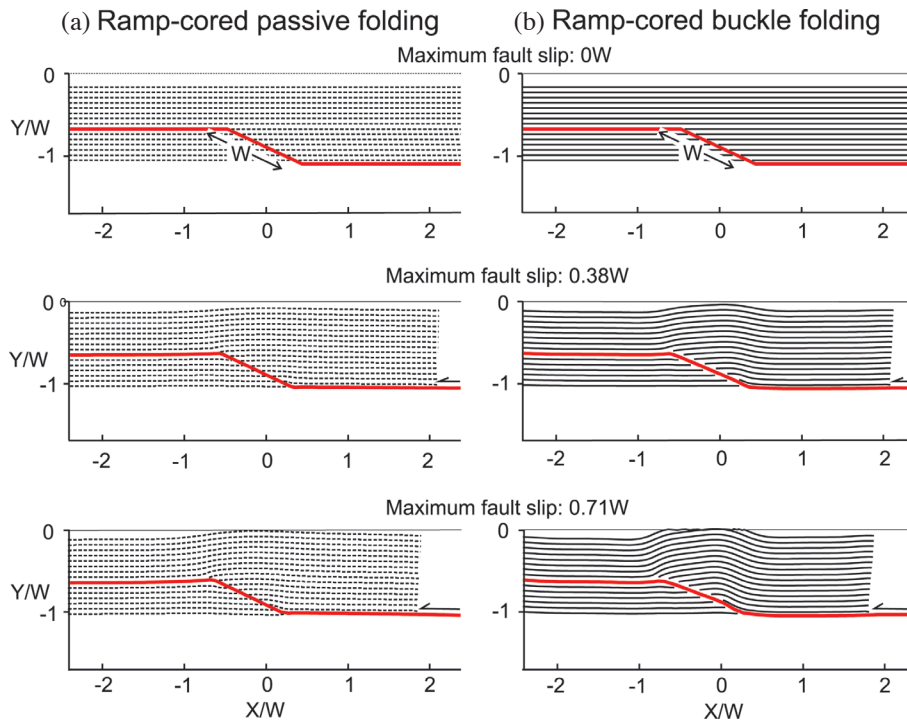 (a) Ramp-cored passive folding
(b) Ramp-cored buckle folding
Maximum fault slip: 0W
0
Y/W
-1
W
-2 -1 0 1 2
0
Y/W
-1
W
-2 -1 0 1 2
Maximum fault slip: 0.38W
0 0
Y/W
-1
-2 -1 0 1 2
0
Y/W
-1
-2 -1 0 1 2
Maximum fault slip: 0.71W
0
Y/W
-1
-2 -1 0 1 2
X/W
0
Y/W
-1
-2 -1 0 1 2
X/W